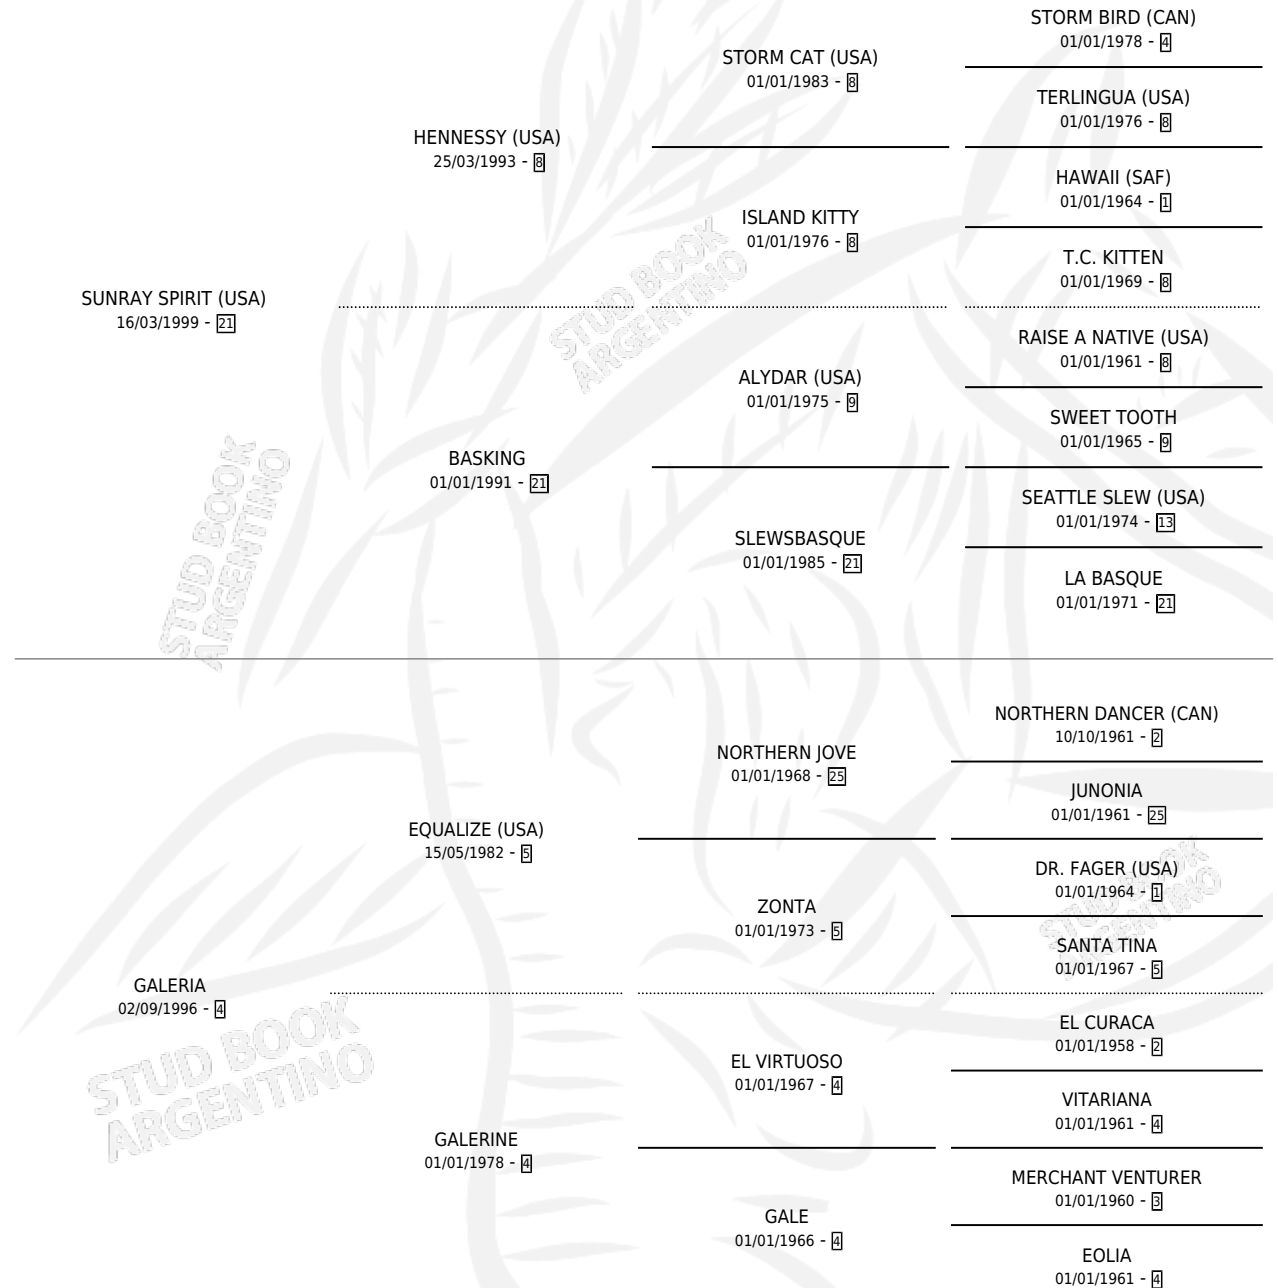 STORM BIRD (CAN)
01/01/1978 - 4
STORM CAT (USA)
01/01/1983 - 8
TERLINGUA (USA)
01/01/1976 - 8
HENNESSY (USA)
25/03/1993 - 8
HAWAII (SAF)
01/01/1964 - 1
ISLAND KITTY
01/01/1976 - 8
T.C. KITTEN
01/01/1969 - 8
SUNRAY SPIRIT (USA)
16/03/1999 - 21
RAISE A NATIVE (USA)
01/01/1961 - 8
ALYDAR (USA)
01/01/1975 - 9
SWEET TOOTH
01/01/1965 - 9
BASKING
01/01/1991 - 21
SEATTLE SLEW (USA)
01/01/1974 - 13
SLEWSBASQUE
01/01/1985 - 21
LA BASQUE
01/01/1971 - 21
NORTHERN DANCER (CAN)
10/10/1961 - 2
NORTHERN JOVE
01/01/1968 - 25
JUNONIA
01/01/1961 - 25
EQUALIZE (USA)
15/05/1982 - 5
DR. FAGER (USA)
01/01/1964 - 1
ZONTA
01/01/1973 - 5
SANTA TINA
01/01/1967 - 5
GALERIA
02/09/1996 - 4
EL CURACA
01/01/1958 - 2
EL VIRTUOSO
01/01/1967 - 4
VITARIANA
01/01/1961 - 4
GALERINE
01/01/1978 - 4
MERCHANT VENTURER
01/01/1960 - 3
GALE
01/01/1966 - 4
EOLIA
01/01/1961 - 4
STUD BOOK
ARGENTINO
STUD BOOK
ARGENTINO
STUD BOOK
ARGENTINO
STUD BOOK
ARGENTINO